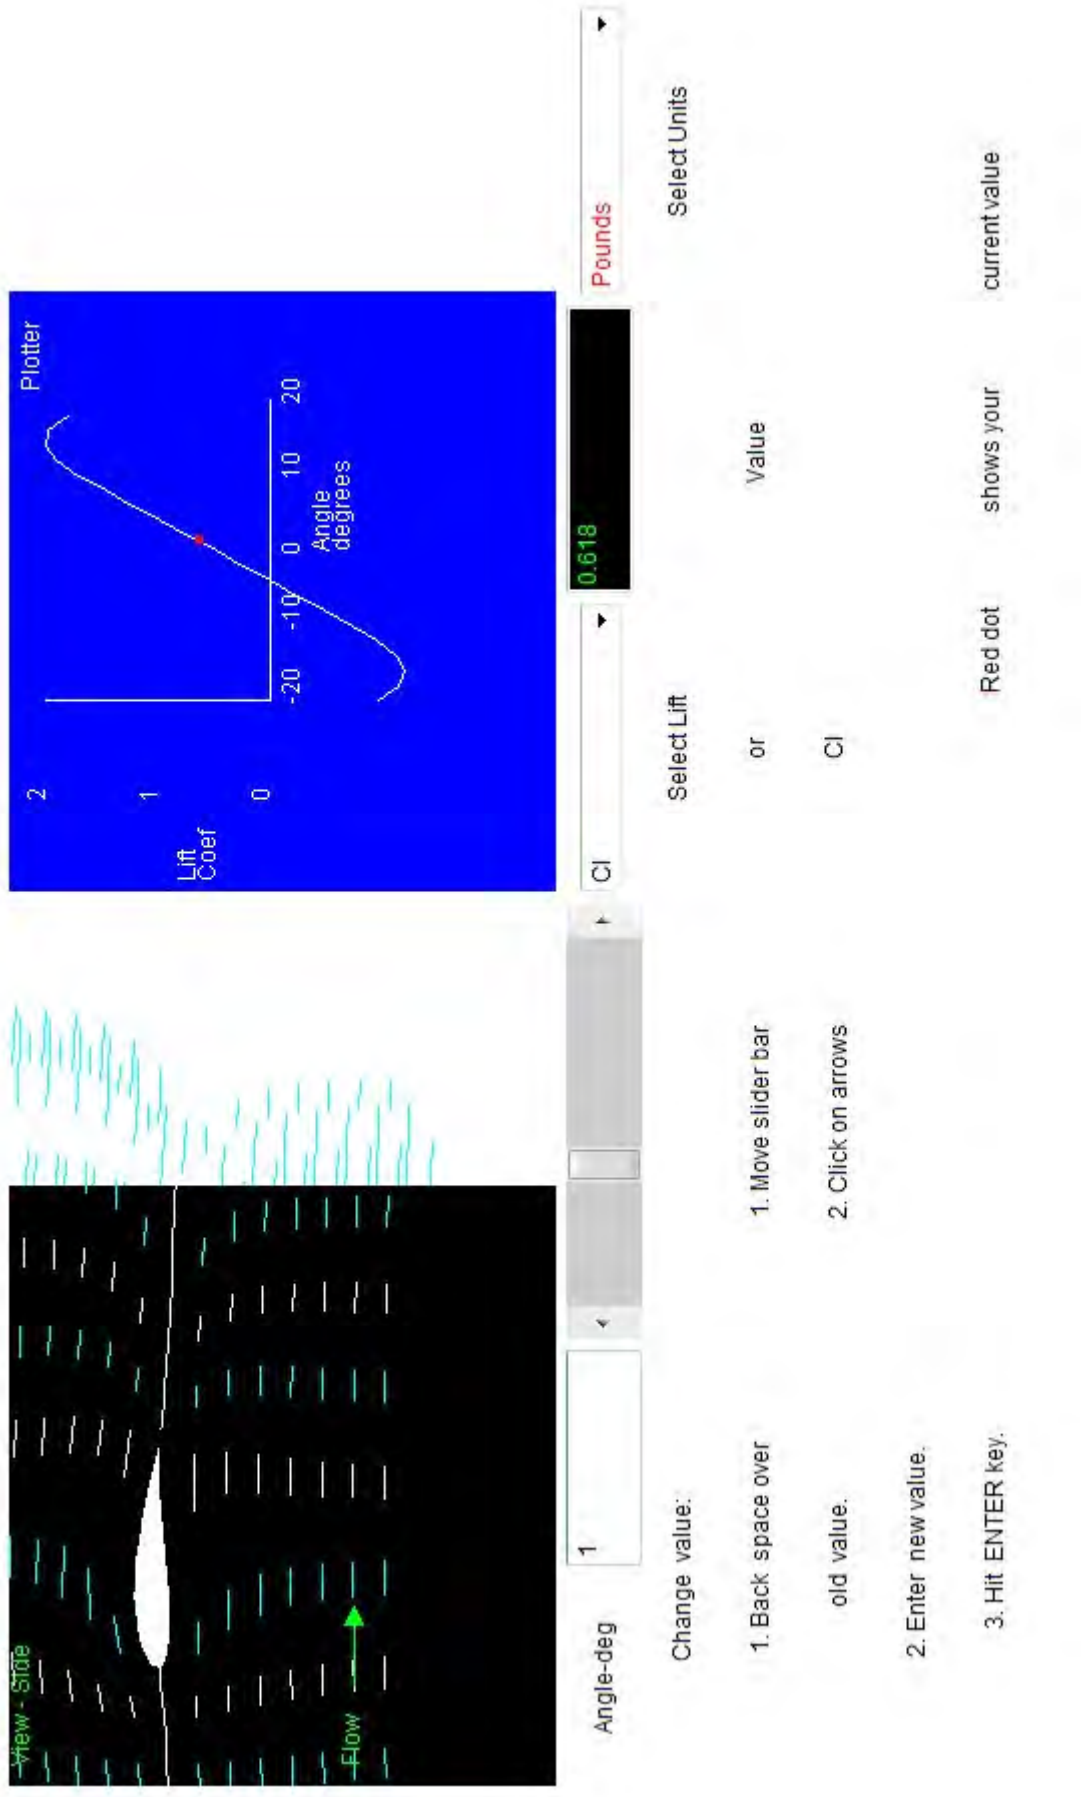 View - Side
Flow
Plotter
2
1
0
Lift
Coef
-20 -10 0 10 20
Angle
degrees
Angle-deg 1 Cl 0.618 Pounds
Change value: Select Lift Select Units
1. Back space over 1. Move slider bar or Value
old value. 2. Click on arrows Cl
2. Enter new value.
3. Hit ENTER key. Red dot shows your current value